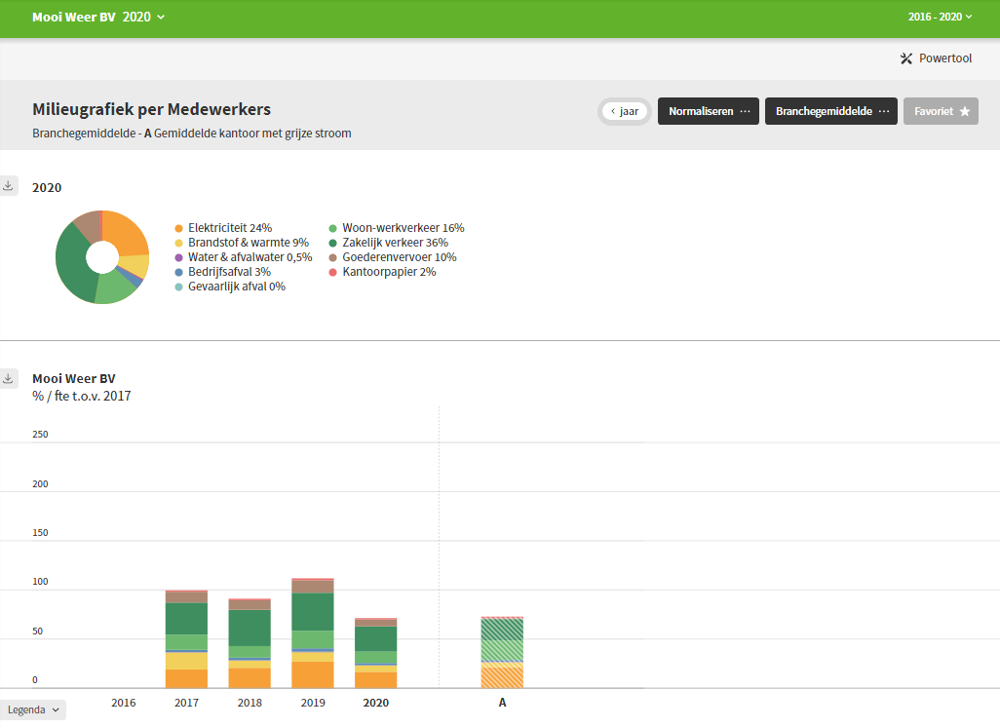 Mooi Weer BV 2020
2016 - 2020
Powertool
Milieugrafiek per Medewerkers
Branchegemiddelde - A Gemiddelde kantoor met grijze stroom
‹ jaar
Normaliseren ···
Branchegemiddelde ···
Favoriet ★
2020
Elektriciteit 24%
Brandstof & warmte 9%
Water & afvalwater 0,5%
Bedrijfsafval 3%
Gevaarlijk afval 0%
Woon-werkverkeer 16%
Zakelijk verkeer 36%
Goederenvervoer 10%
Kantoorpapier 2%
Mooi Weer BV
% / fte t.o.v. 2017
250
200
150
100
50
0
2016 2017 2018 2019 2020 A
Legenda